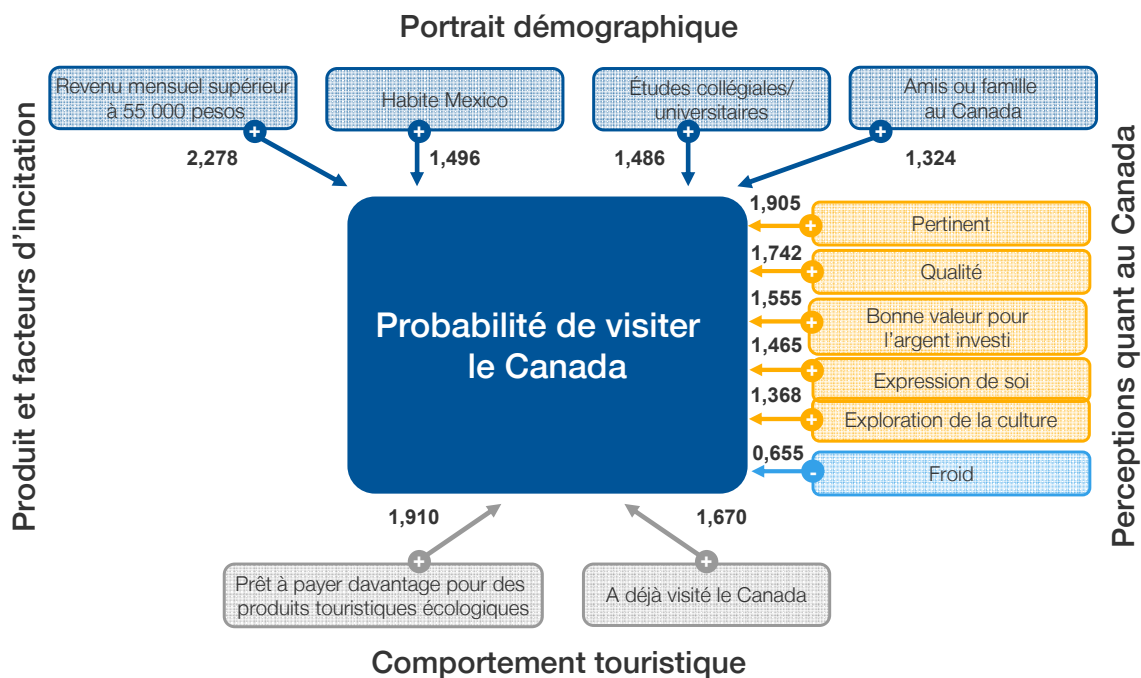 Portrait démographique
Revenu mensuel supérieur
à 55 000 pesos
Habite Mexico
Études collégiales/
universitaires
Amis ou famille
au Canada
+
+
+
+
2,278
1,496
1,486
1,324
Produit et facteurs d'incitation
Probabilité de visiter
le Canada
1,905
+
Pertinent
1,742
+
Qualité
1,555
+
Bonne valeur pour
l'argent investi
1,465
+
Expression de soi
1,368
+
Exploration de la culture
0,655
-
Froid
Perceptions quant au Canada
1,910
1,670
+
+
Prêt à payer davantage pour des
produits touristiques écologiques
A déjà visité le Canada
Comportement touristique